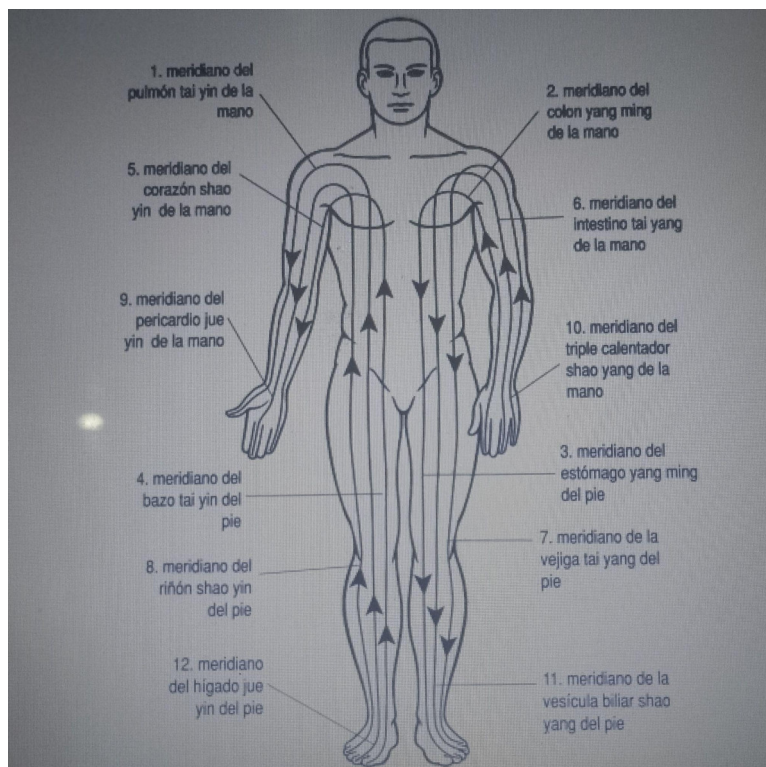 1. meridiano del
pulmón tai yin de la
mano
2. meridiano del
colon yang ming
de la mano
5. meridiano del
corazón shao
yin de la mano
6. meridiano del
intestino tai yang
de la mano
9. meridiano del
pericardio jue
yin de la mano
10. meridiano del
triple calentador
shao yang de la
mano
3. meridiano del
estómago yang ming
del pie
4. meridiano del
bazo tai yin del
pie
7. meridiano de la
vejiga tai yang del
pie
8. meridiano del
riñón shao yin
del pie
12. meridiano
del hígado jue
yin del pie
11. meridiano de la
vesícula biliar shao
yang del pie